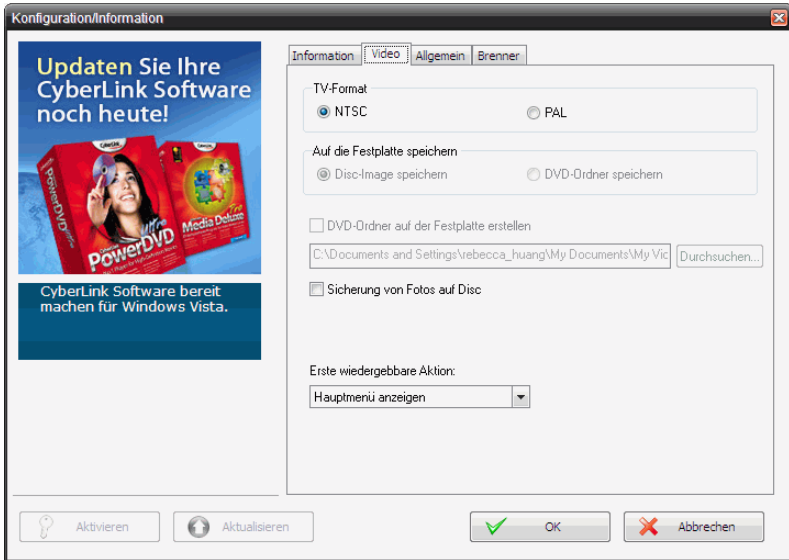 Konfiguration/Information
Updaten Sie Ihre
CyberLink Software
noch heute!
CyberLink
PowerDVD
Ultra
Media Deluxe
CyberLink Software bereit
machen für Windows Vista.
Information
Video
Allgemein
Brenner
TV-Format
NTSC
PAL
Auf die Festplatte speichern
Disc-Image speichern
DVD-Ordner speichern
DVD-Ordner auf der Festplatte erstellen
C:\Documents and Settings\rebecca_huang\My Documents\My Vic
Durchsuchen...
Sicherung von Fotos auf Disc
Erste wiedergebbare Aktion:
Hauptmenü anzeigen
Aktivieren
Aktualisieren
OK
Abbrechen